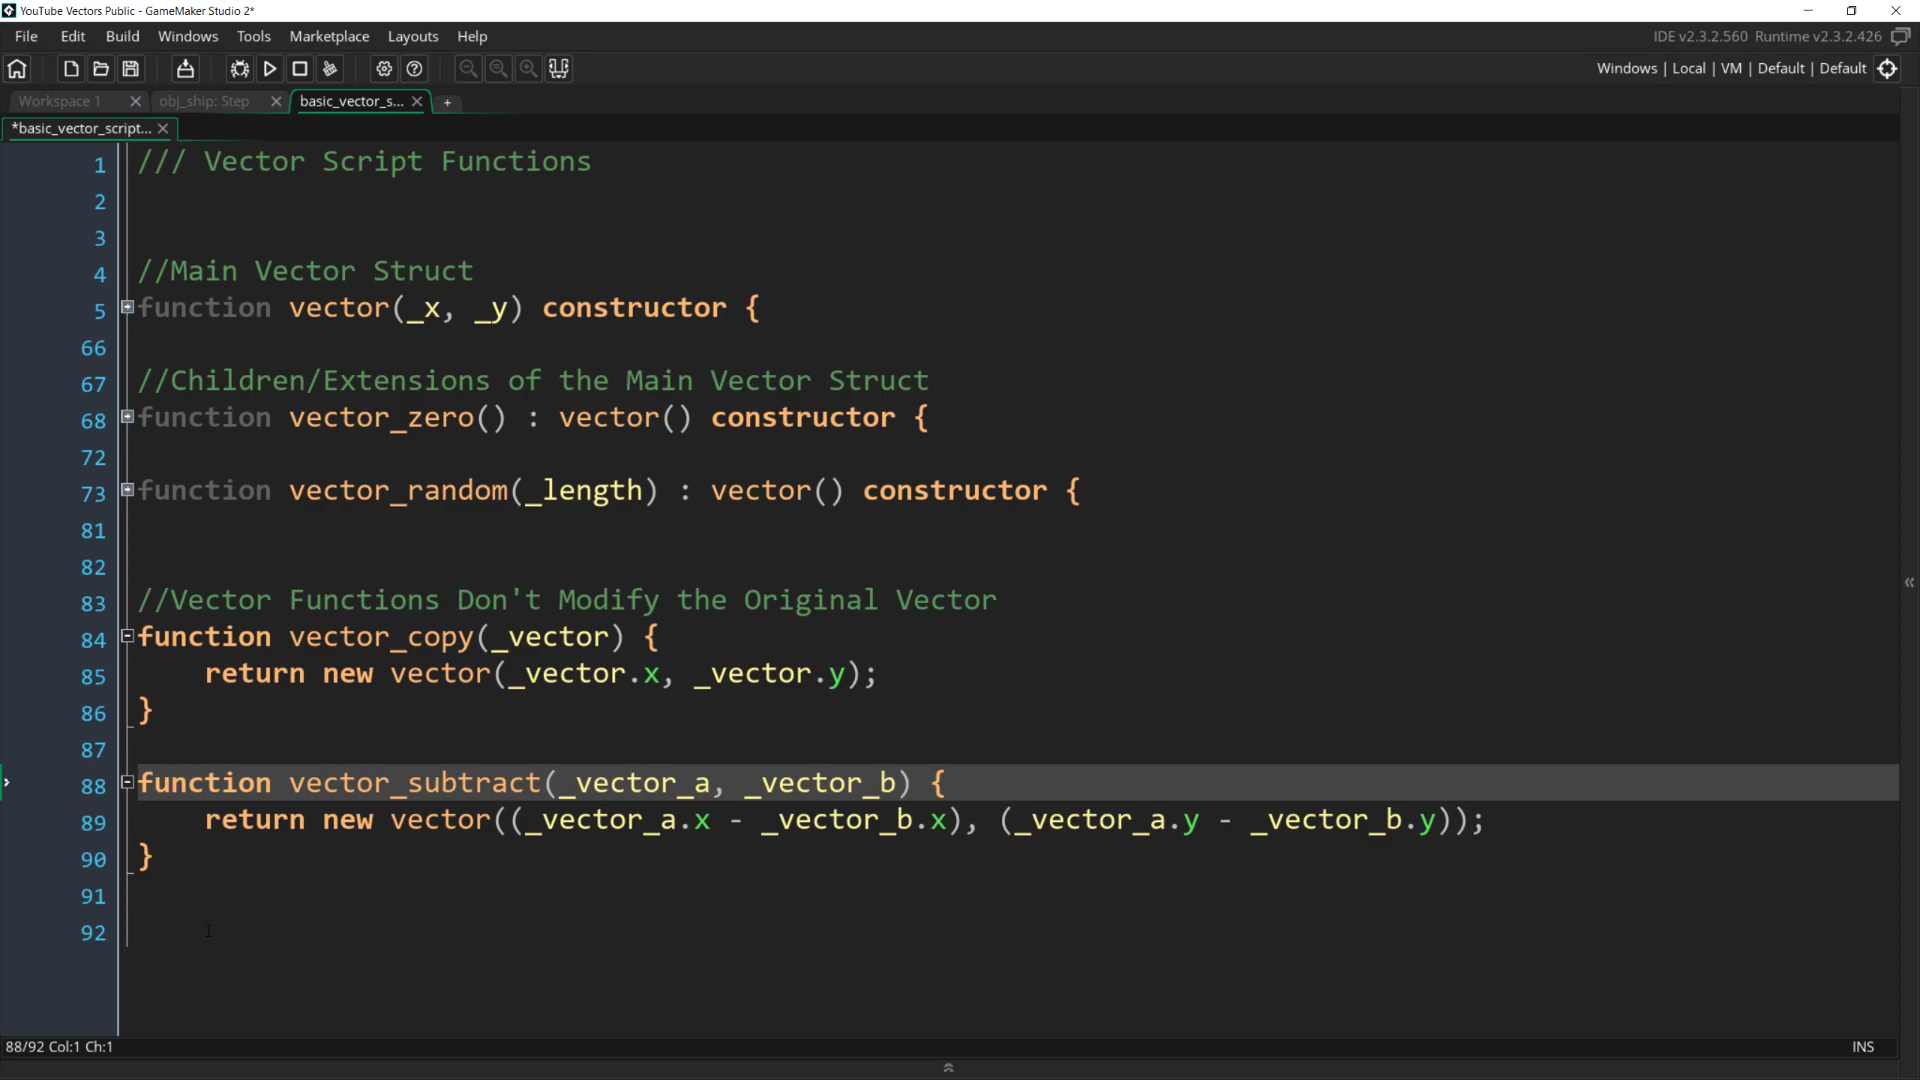 YouTube Vectors Public - GameMaker Studio 2*
File Edit Build Windows Tools Marketplace Layouts Help
IDE v2.3.2.560 Runtime v2.3.2.426
Windows | Local | VM | Default | Default
Workspace 1 obj_ship: Step basic_vector_s...
*basic_vector_script...
1 /// Vector Script Functions
2
3
4 //Main Vector Struct
5 function vector(_x, _y) constructor {
66
67 //Children/Extensions of the Main Vector Struct
68 function vector_zero() : vector() constructor {
72
73 function vector_random(_length) : vector() constructor {
81
82
83 //Vector Functions Don't Modify the Original Vector
84 function vector_copy(_vector) {
85 return new vector(_vector.x, _vector.y);
86 }
87
88 function vector_subtract(_vector_a, _vector_b) {
89 return new vector((_vector_a.x - _vector_b.x), (_vector_a.y - _vector_b.y));
90 }
91
92
88/92 Col:1 Ch:1
INS